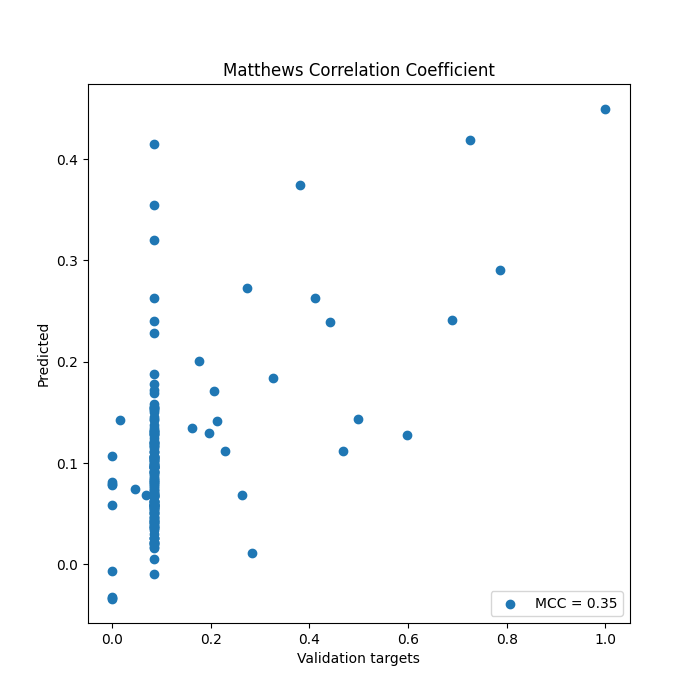 Matthews Correlation Coefficient
0.4
0.3
0.2
0.1
0.0
Predicted
MCC = 0.35
0.0 0.2 0.4 0.6 0.8 1.0
Validation targets